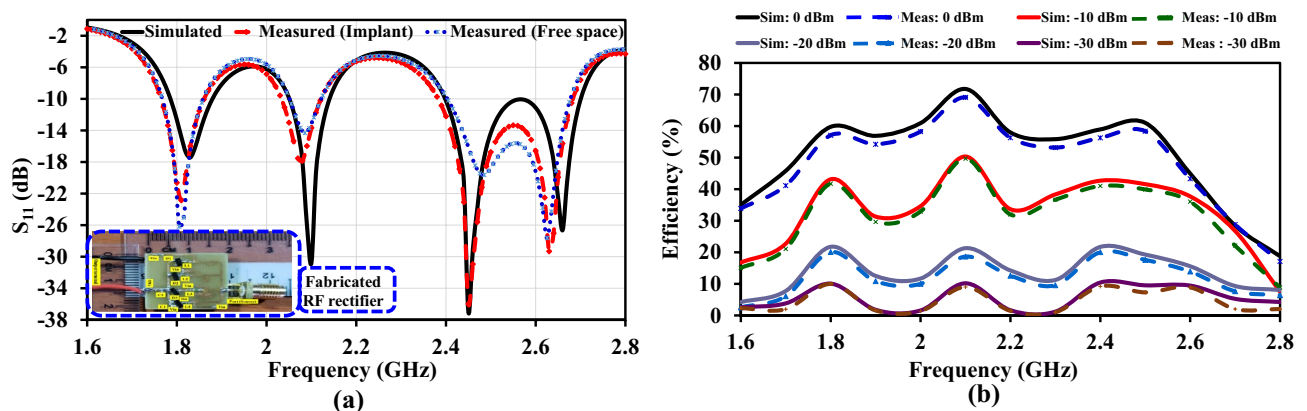 Simulated Measured (Implant) Measured (Free space)
-2
-6
-10
-14
-18
-22
-26
-30
-34
-38
S11 (dB)
Fabricated
RF rectifier
1.6 1.8 2 2.2 2.4 2.6 2.8
Frequency (GHz)
(a)
Sim: 0 dBm Meas: 0 dBm Sim: -10 dBm Meas: -10 dBm
Sim: -20 dBm Meas: -20 dBm Sim: -30 dBm Meas : -30 dBm
80
70
60
50
40
30
20
10
0
Efficiency (%)
1.6 1.8 2 2.2 2.4 2.6 2.8
Frequency (GHz)
(b)